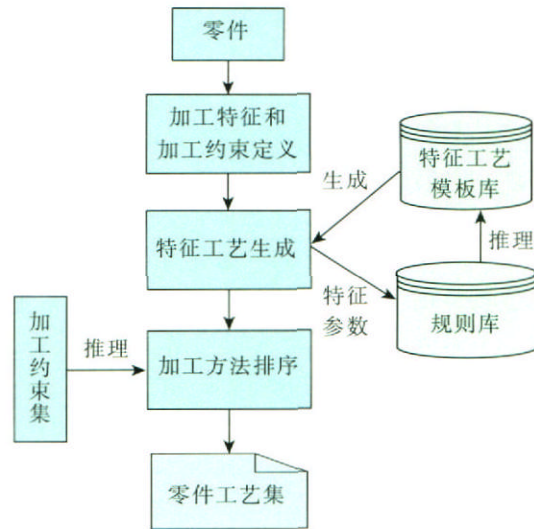 零件
加工特征和
加工约束定义
特征工艺
模板库
生成
特征工艺生成
推理
特征
参数
规则库
加工约束集
推理
加工方法排序
零件工艺集